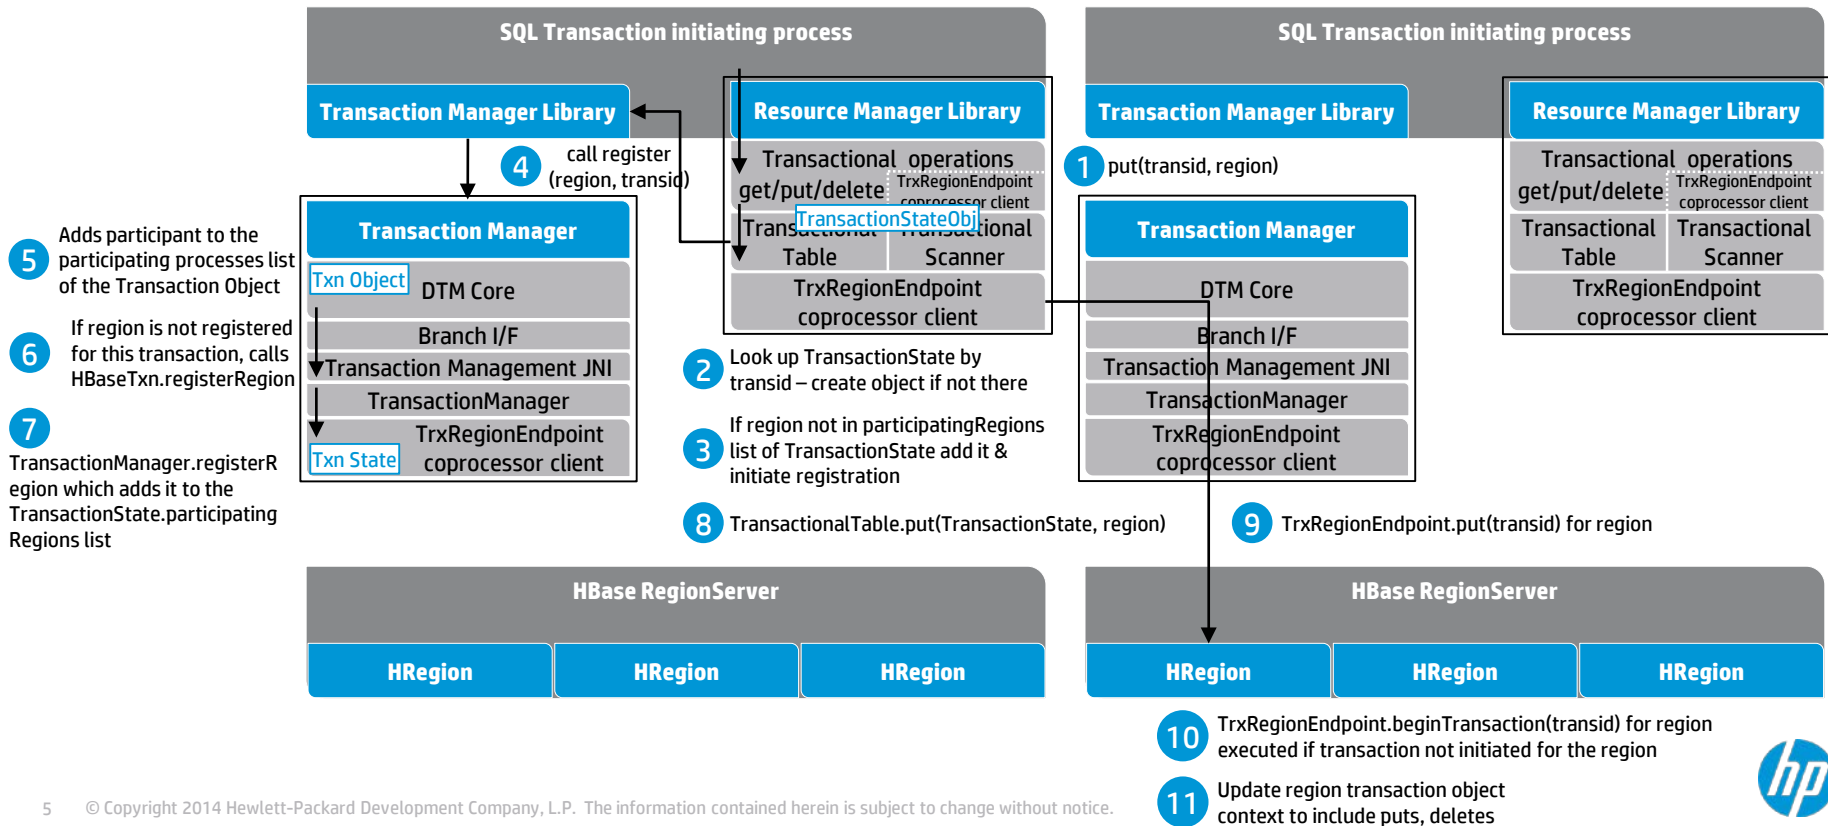 SQL Transaction initiating process
Transaction Manager Library
Resource Manager Library
4
call register
(region, transid)
Transactional operations
get/put/delete
TrxRegionEndpoint
coprocessor client
TransactionStateObj
Transactional
Table
Transactional
Scanner
TrxRegionEndpoint
coprocessor client
Transaction Manager
Txn Object
DTM Core
Branch I/F
Transaction Management JNI
TransactionManager
TrxRegionEndpoint
coprocessor client
Txn State
5
Adds participant to the
participating processes list
of the Transaction Object
6
If region is not registered
for this transaction, calls
HBaseTxn.registerRegion
7
TransactionManager.registerR
egion which adds it to the
TransactionState.participating
Regions list
SQL Transaction initiating process
Transaction Manager Library
Resource Manager Library
1
put(transid, region)
Transactional operations
get/put/delete
TrxRegionEndpoint
coprocessor client
Transactional
Table
Transactional
Scanner
TrxRegionEndpoint
coprocessor client
Transaction Manager
DTM Core
Branch I/F
Transaction Management JNI
TransactionManager
TrxRegionEndpoint
coprocessor client
2
Look up TransactionState by
transid – create object if not there
3
If region not in participatingRegions
list of TransactionState add it &
initiate registration
8
TransactionalTable.put(TransactionState, region)
9
TrxRegionEndpoint.put(transid) for region
HBase RegionServer
HRegion
HRegion
HRegion
HBase RegionServer
HRegion
HRegion
HRegion
10
TrxRegionEndpoint.beginTransaction(transid) for region
executed if transaction not initiated for the region
11
Update region transaction object
context to include puts, deletes
hp
5 © Copyright 2014 Hewlett-Packard Development Company, L.P. The information contained herein is subject to change without notice.